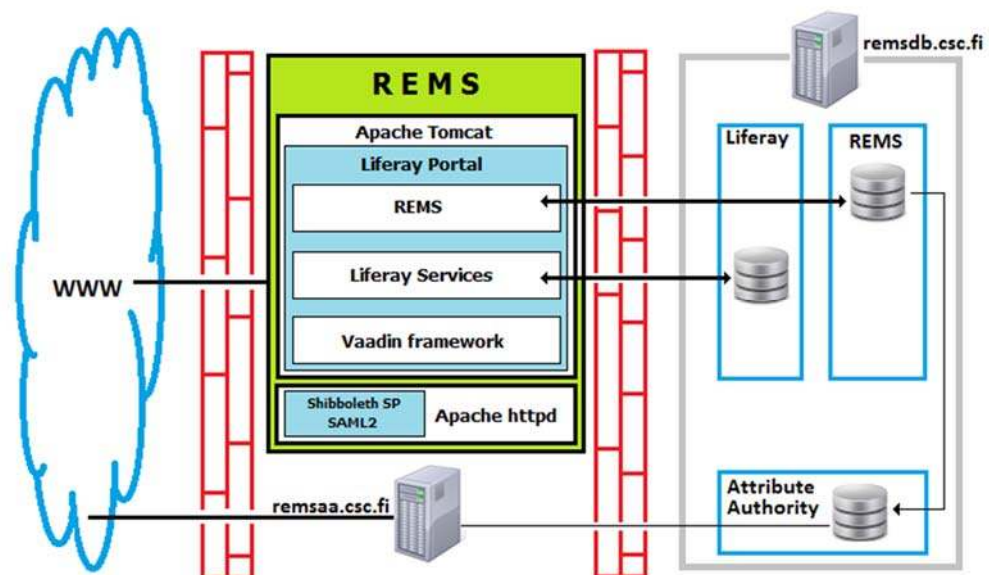 remsdb.csc.fi
REMS
Apache Tomcat
Liferay Portal
REMS
Liferay Services
Vaadin framework
Shibboleth SP
SAML2
Apache httpd
WWW
Liferay
REMS
remsaa.csc.fi
Attribute
Authority